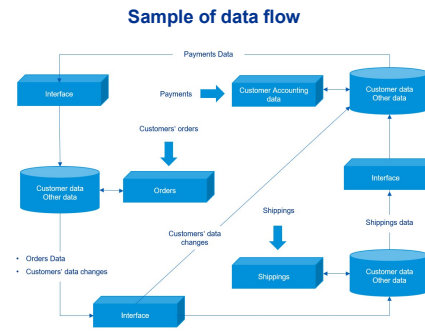 Sample of data flow
Payments Data
Interface
Payments
Customer Accounting
data
Customer data
Other data
Customers' orders
Customer data
Other data
Orders
Interface
Shippings
Customers' data
changes
Shippings data
• Orders Data
• Customers' data changes
Shippings
Customer data
Other data
Interface